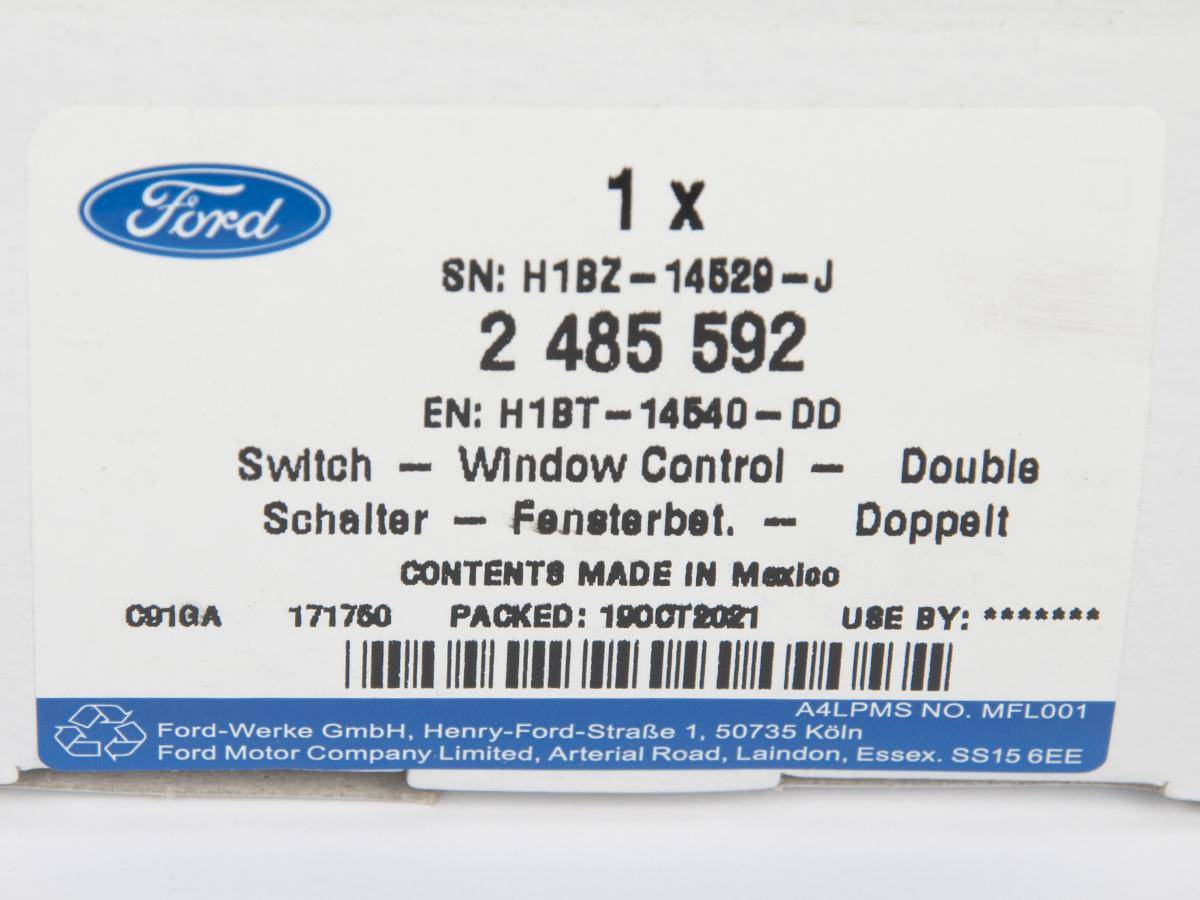 Ford
1 x
SN: H1BZ-14529-J
2 485 592
EN: H1BT-14540-DD
Switch - Window Control - Double
Schalter - Fensterbet. - Doppelt
CONTENTS MADE IN Mexico
C91GA 171750 PACKED: 19OCT2021 USE BY: *******
A4LPMS NO. MFL001
Ford-Werke GmbH, Henry-Ford-Straße 1, 50735 Köln
Ford Motor Company Limited, Arterial Road, Laindon, Essex. SS15 6EE